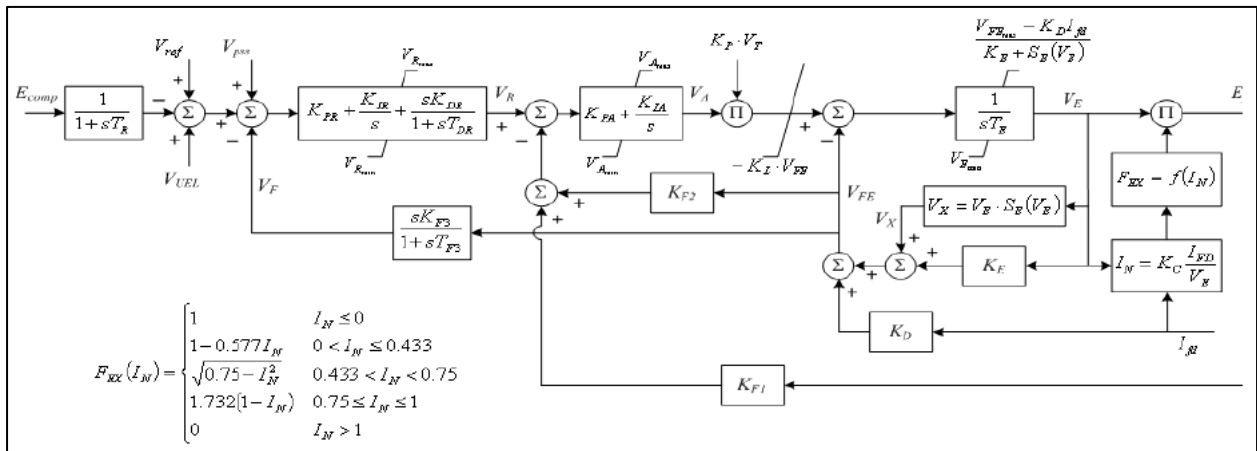 E_comp
1 / (1 + sT_R)
V_ref
V_UEL
Σ
V_pss
Σ
V_F
V_Rmax
K_PR + K_IR / s + sK_DR / (1 + sT_DR)
V_Rmin
V_R
Σ
V_Amax
K_PA + K_IA / s
V_Amin
V_A
K_P · V_T
Π
− K_L · V_FE
Σ
(V_FEmax − K_D I_fd) / (K_E + S_E(V_E))
1 / sT_E
V_Emin
V_E
Π
E
F_EX = f(I_N)
I_N = K_C I_FD / V_E
I_fd
V_X = V_E · S_E(V_E)
V_X
K_E
Σ
Σ
V_FE
K_D
K_F2
Σ
sK_F3 / (1 + sT_F3)
K_F1
F_EX(I_N) = {
1 I_N ≤ 0
1 − 0.577I_N 0 < I_N ≤ 0.433
√(0.75 − I_N²) 0.433 < I_N < 0.75
1.732(1 − I_N) 0.75 ≤ I_N ≤ 1
0 I_N > 1